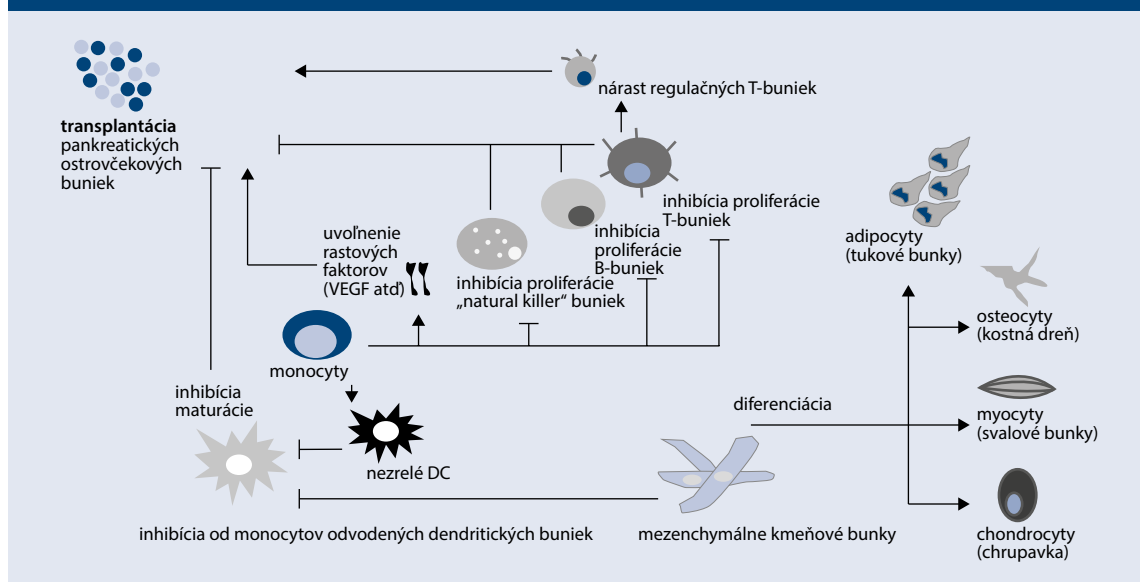 transplantácia
pankreatických
ostrovčekových
buniek
nárast regulačných T-buniek
inhibícia proliferácie
T-buniek
inhibícia
proliferácie
B-buniek
inhibícia proliferácie
„natural killer“ buniek
uvoľnenie
rastových
faktorov
(VEGF atď)
monocyty
inhibícia
maturácie
nezrelé DC
inhibícia od monocytov odvodených dendritických buniek
mezenchymálne kmeňové bunky
diferenciácia
adipocyty
(tukové bunky)
osteocyty
(kostná dreň)
myocyty
(svalové bunky)
chondrocyty
(chrupavka)